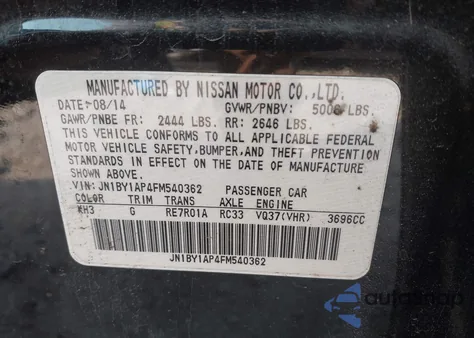 MANUFACTURED BY NISSAN MOTOR CO.,LTD.
DATE:08/14 GVWR/PNBV: 5006 LBS.
GAWR/PNBE FR: 2444 LBS RR: 2646 LBS.
THIS VEHICLE CONFORMS TO ALL APPLICABLE FEDERAL
MOTOR VEHICLE SAFETY,BUMPER,AND THEFT PREVENTION
STANDARDS IN EFFECT ON THE DATE OF MANUFACTURE
SHOWN ABOVE.
VIN: JN1BY1AP4FM540362 PASSENGER CAR
COLOR TRIM TRANS AXLE ENGINE
KH3 G RE7R01A RC33 VQ37(VHR) 3696CC
JN1BY1AP4FM540362
autosnap